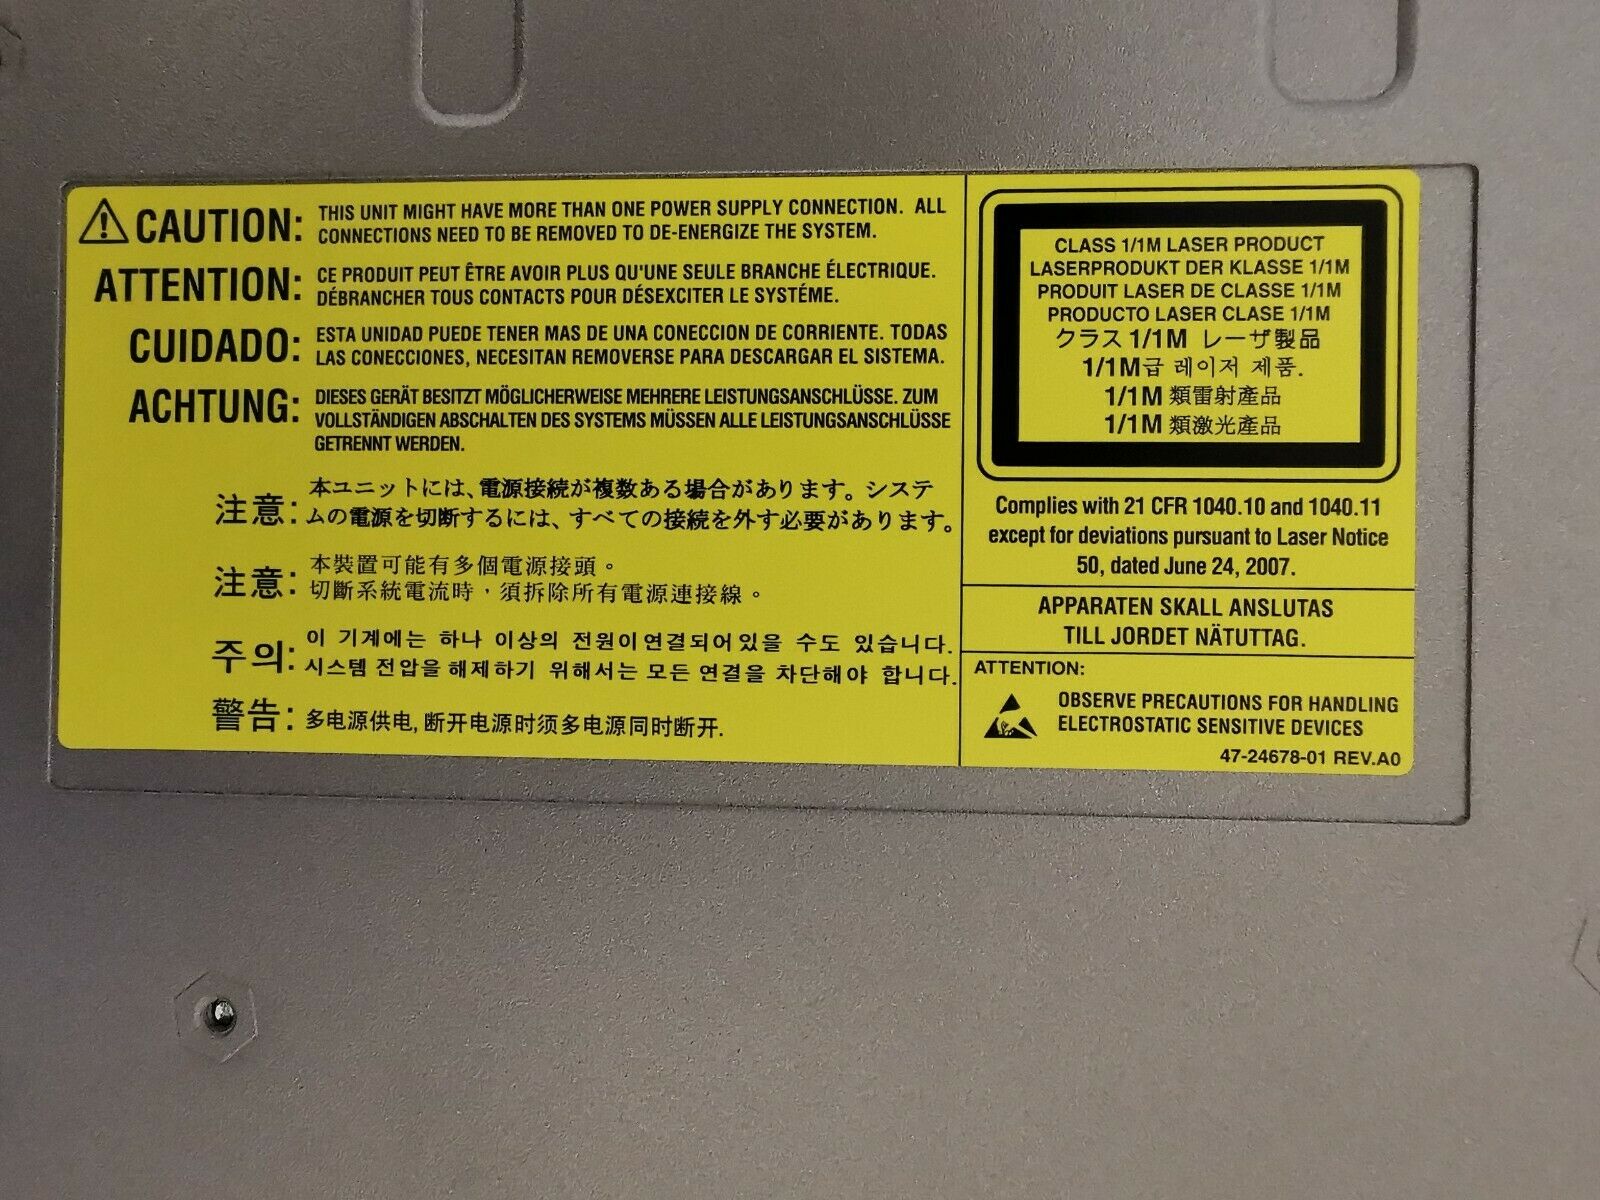 CAUTION: THIS UNIT MIGHT HAVE MORE THAN ONE POWER SUPPLY CONNECTION. ALL
CONNECTIONS NEED TO BE REMOVED TO DE-ENERGIZE THE SYSTEM.
ATTENTION: CE PRODUIT PEUT ÊTRE AVOIR PLUS QU'UNE SEULE BRANCHE ÉLECTRIQUE.
DÉBRANCHER TOUS CONTACTS POUR DÉSEXCITER LE SYSTÉME.
CUIDADO: ESTA UNIDAD PUEDE TENER MAS DE UNA CONECCION DE CORRIENTE. TODAS
LAS CONECCIONES, NECESITAN REMOVERSE PARA DESCARGAR EL SISTEMA.
ACHTUNG: DIESES GERÄT BESITZT MÖGLICHERWEISE MEHRERE LEISTUNGSANSCHLÜSSE. ZUM
VOLLSTÄNDIGEN ABSCHALTEN DES SYSTEMS MÜSSEN ALLE LEISTUNGSANSCHLÜSSE
GETRENNT WERDEN.
注意: 本ユニットには、電源接続が複数ある場合があります。システ
ムの電源を切断するには、すべての接続を外す必要があります。
注意: 本裝置可能有多個電源接頭。
切斷系統電流時，須拆除所有電源連接線。
주의: 이 기계에는 하나 이상의 전원이연결되어있을 수도 있습니다.
시스템 전압을 해제하기 위해서는 모든 연결을 차단해야 합니다.
警告: 多电源供电, 断开电源时须多电源同时断开.
CLASS 1/1M LASER PRODUCT
LASERPRODUKT DER KLASSE 1/1M
PRODUIT LASER DE CLASSE 1/1M
PRODUCTO LASER CLASE 1/1M
クラス 1/1M レーザ製品
1/1M급 레이저 제품.
1/1M 類雷射產品
1/1M 類激光產品
Complies with 21 CFR 1040.10 and 1040.11
except for deviations pursuant to Laser Notice
50, dated June 24, 2007.
APPARATEN SKALL ANSLUTAS
TILL JORDET NÄTUTTAG.
ATTENTION:
OBSERVE PRECAUTIONS FOR HANDLING
ELECTROSTATIC SENSITIVE DEVICES
47-24678-01 REV.A0